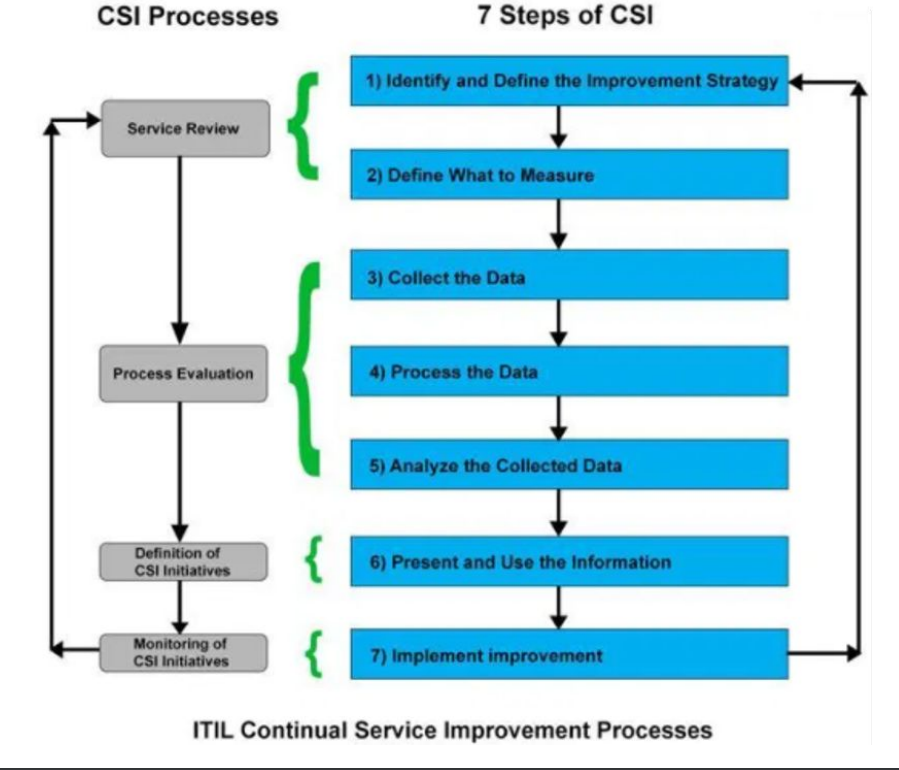 CSI Processes
7 Steps of CSI
1) Identify and Define the Improvement Strategy
Service Review
2) Define What to Measure
3) Collect the Data
Process Evaluation
4) Process the Data
5) Analyze the Collected Data
Definition of
CSI Initiatives
6) Present and Use the Information
Monitoring of
CSI Initiatives
7) Implement improvement
ITIL Continual Service Improvement Processes